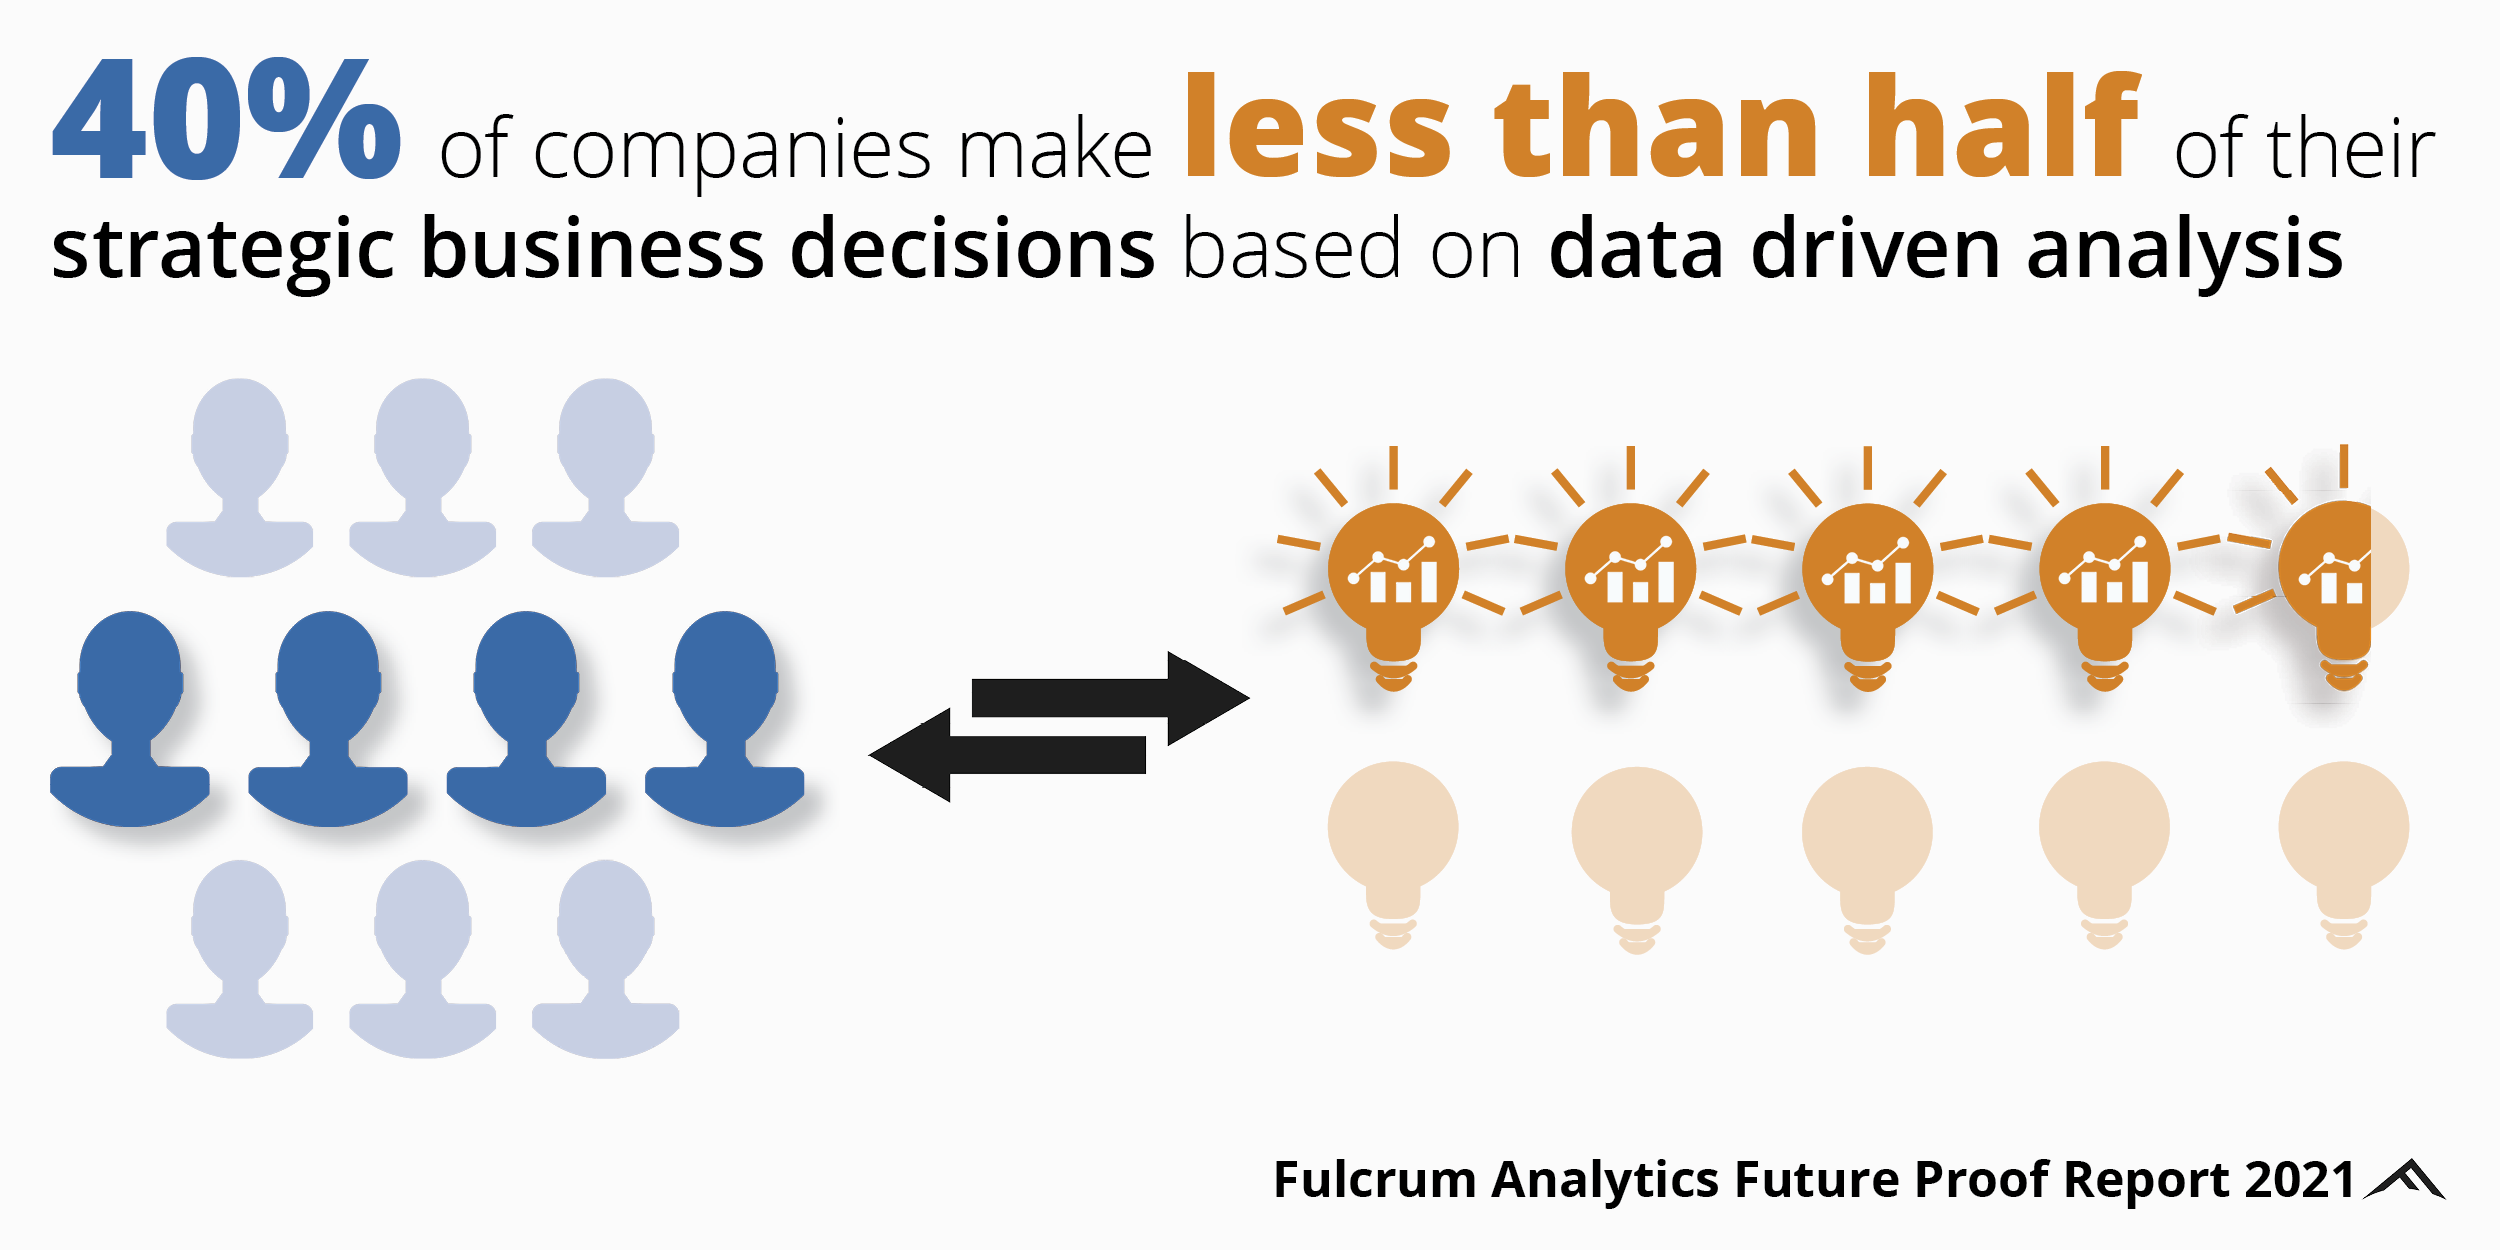 40% of companies make less than half of their
strategic business decisions based on data driven analysis
Fulcrum Analytics Future Proof Report 2021